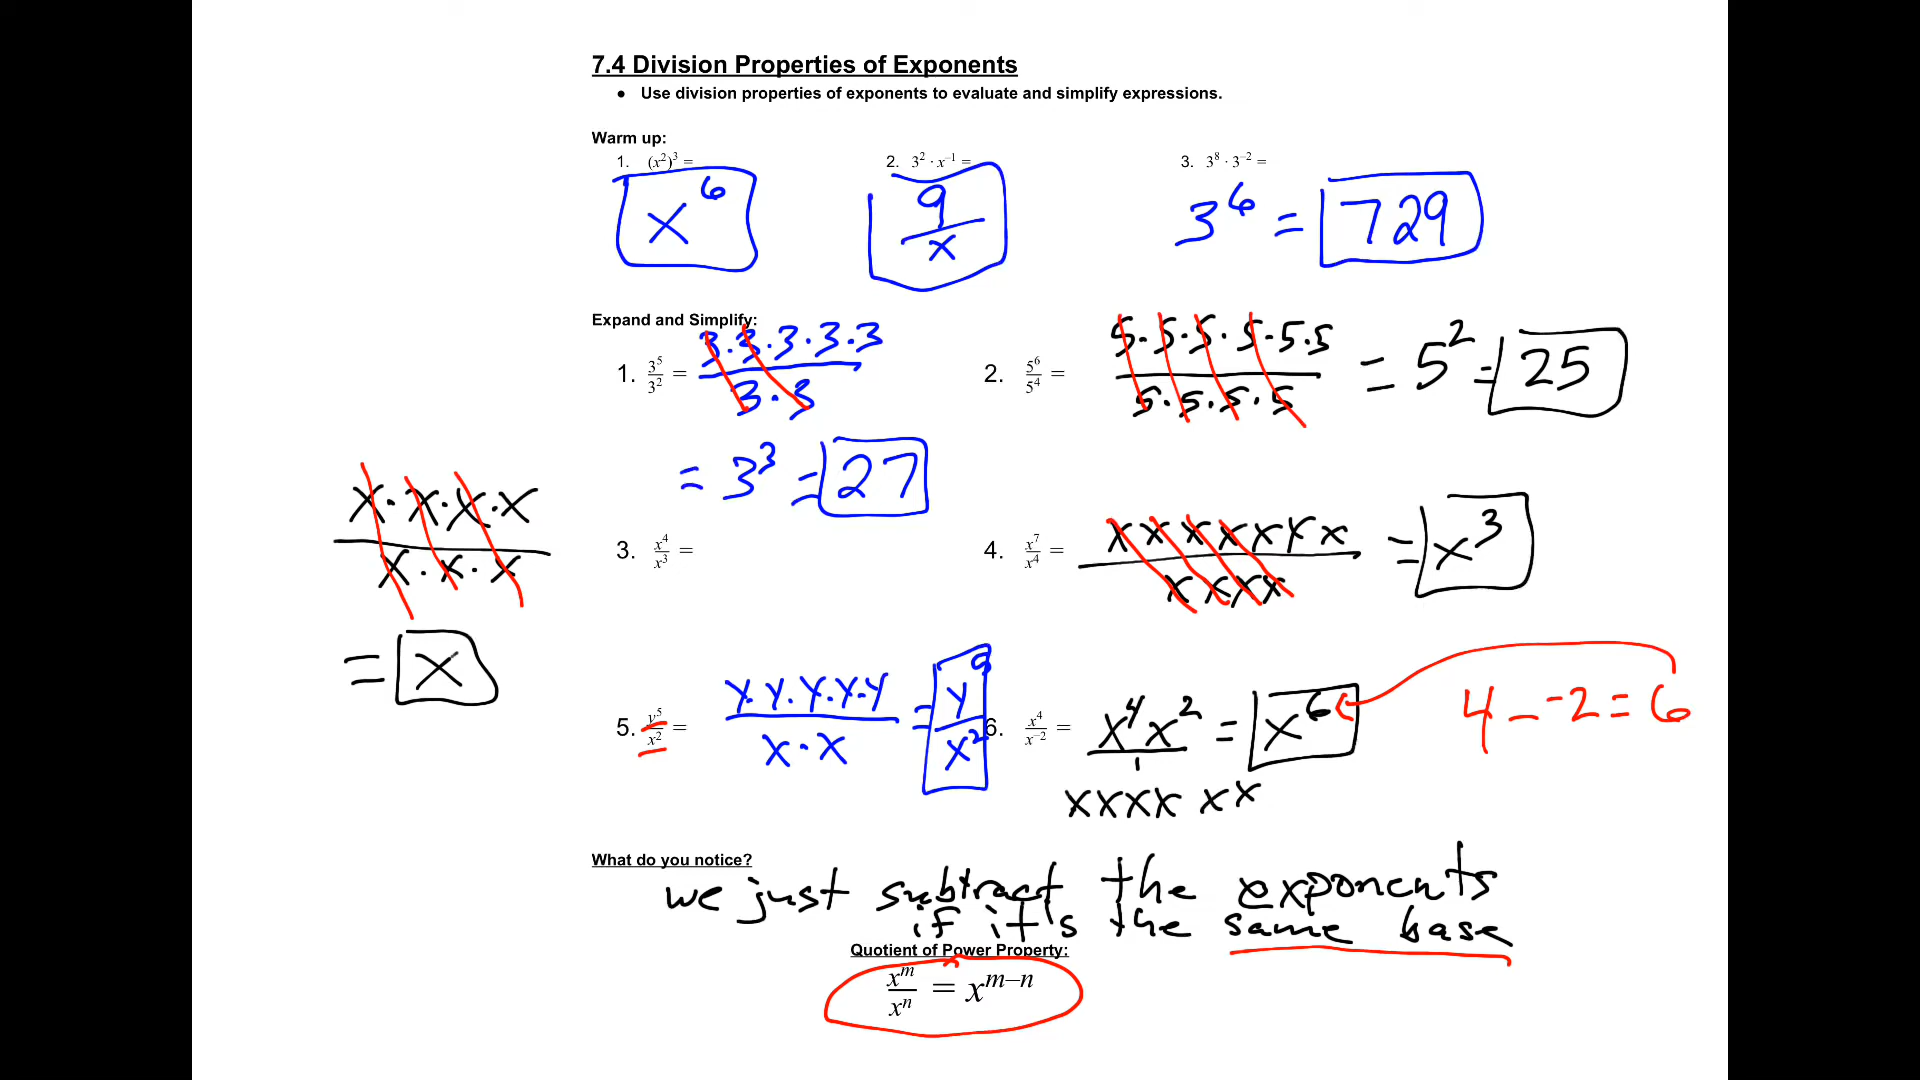 7.4 Division Properties of Exponents
• Use division properties of exponents to evaluate and simplify expressions.
Warm up:
1. (x²)³ =
x⁶
2. 3² · x⁻¹ =
9/x
3. 3⁸ · 3⁻² =
3⁶ = 729
Expand and Simplify:
1. 3⁵/3² = 3·3·3·3·3 / 3·3
= 3³ = 27
2. 5⁶/5⁴ = 5·5·5·5·5·5 / 5·5·5·5 = 5² = 25
3. x⁴/x³ =
x·x·x·x / x·x·x
= x
4. x⁷/x⁴ = xxxxxxx / xxxx = x³
5. y⁵/x² = y·y·y·y·y / x·x = y⁹/x²
6. x⁴/x⁻² = x⁴x²/1 = x⁶
4 - -2 = 6
xxxx xx
What do you notice?
we just subtract the exponents
if it's the same base
Quotient of Power Property:
xᵐ/xⁿ = xᵐ⁻ⁿ